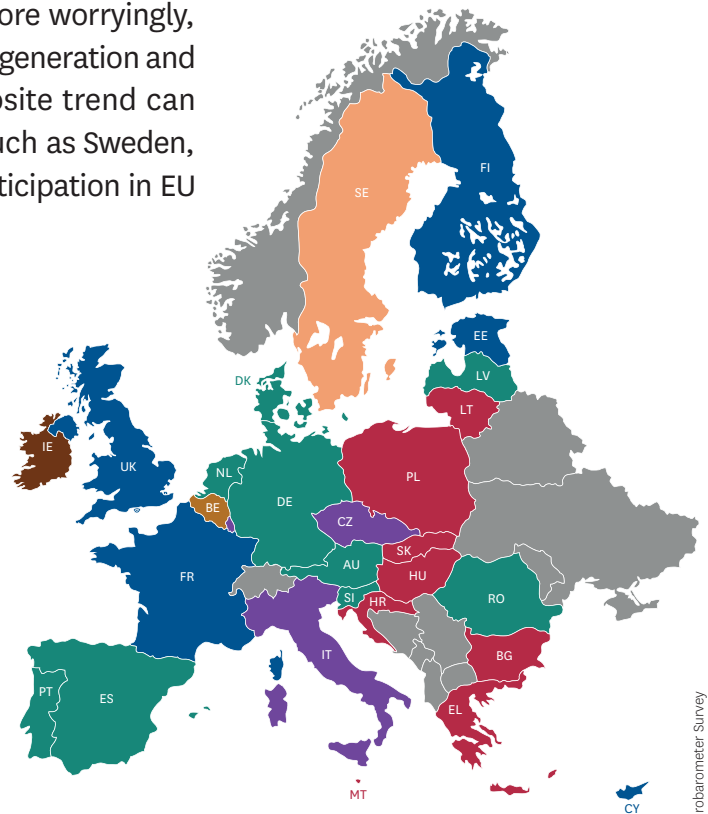 ore worryingly,
generation and
osite trend can
uch as Sweden,
ticipation in EU
SE
FI
EE
LV
LT
DK
IE
UK
NL
BE
DE
PL
CZ
SK
AU
HU
FR
SI
HR
RO
IT
BG
PT
ES
EL
MT
CY
robarometer Survey